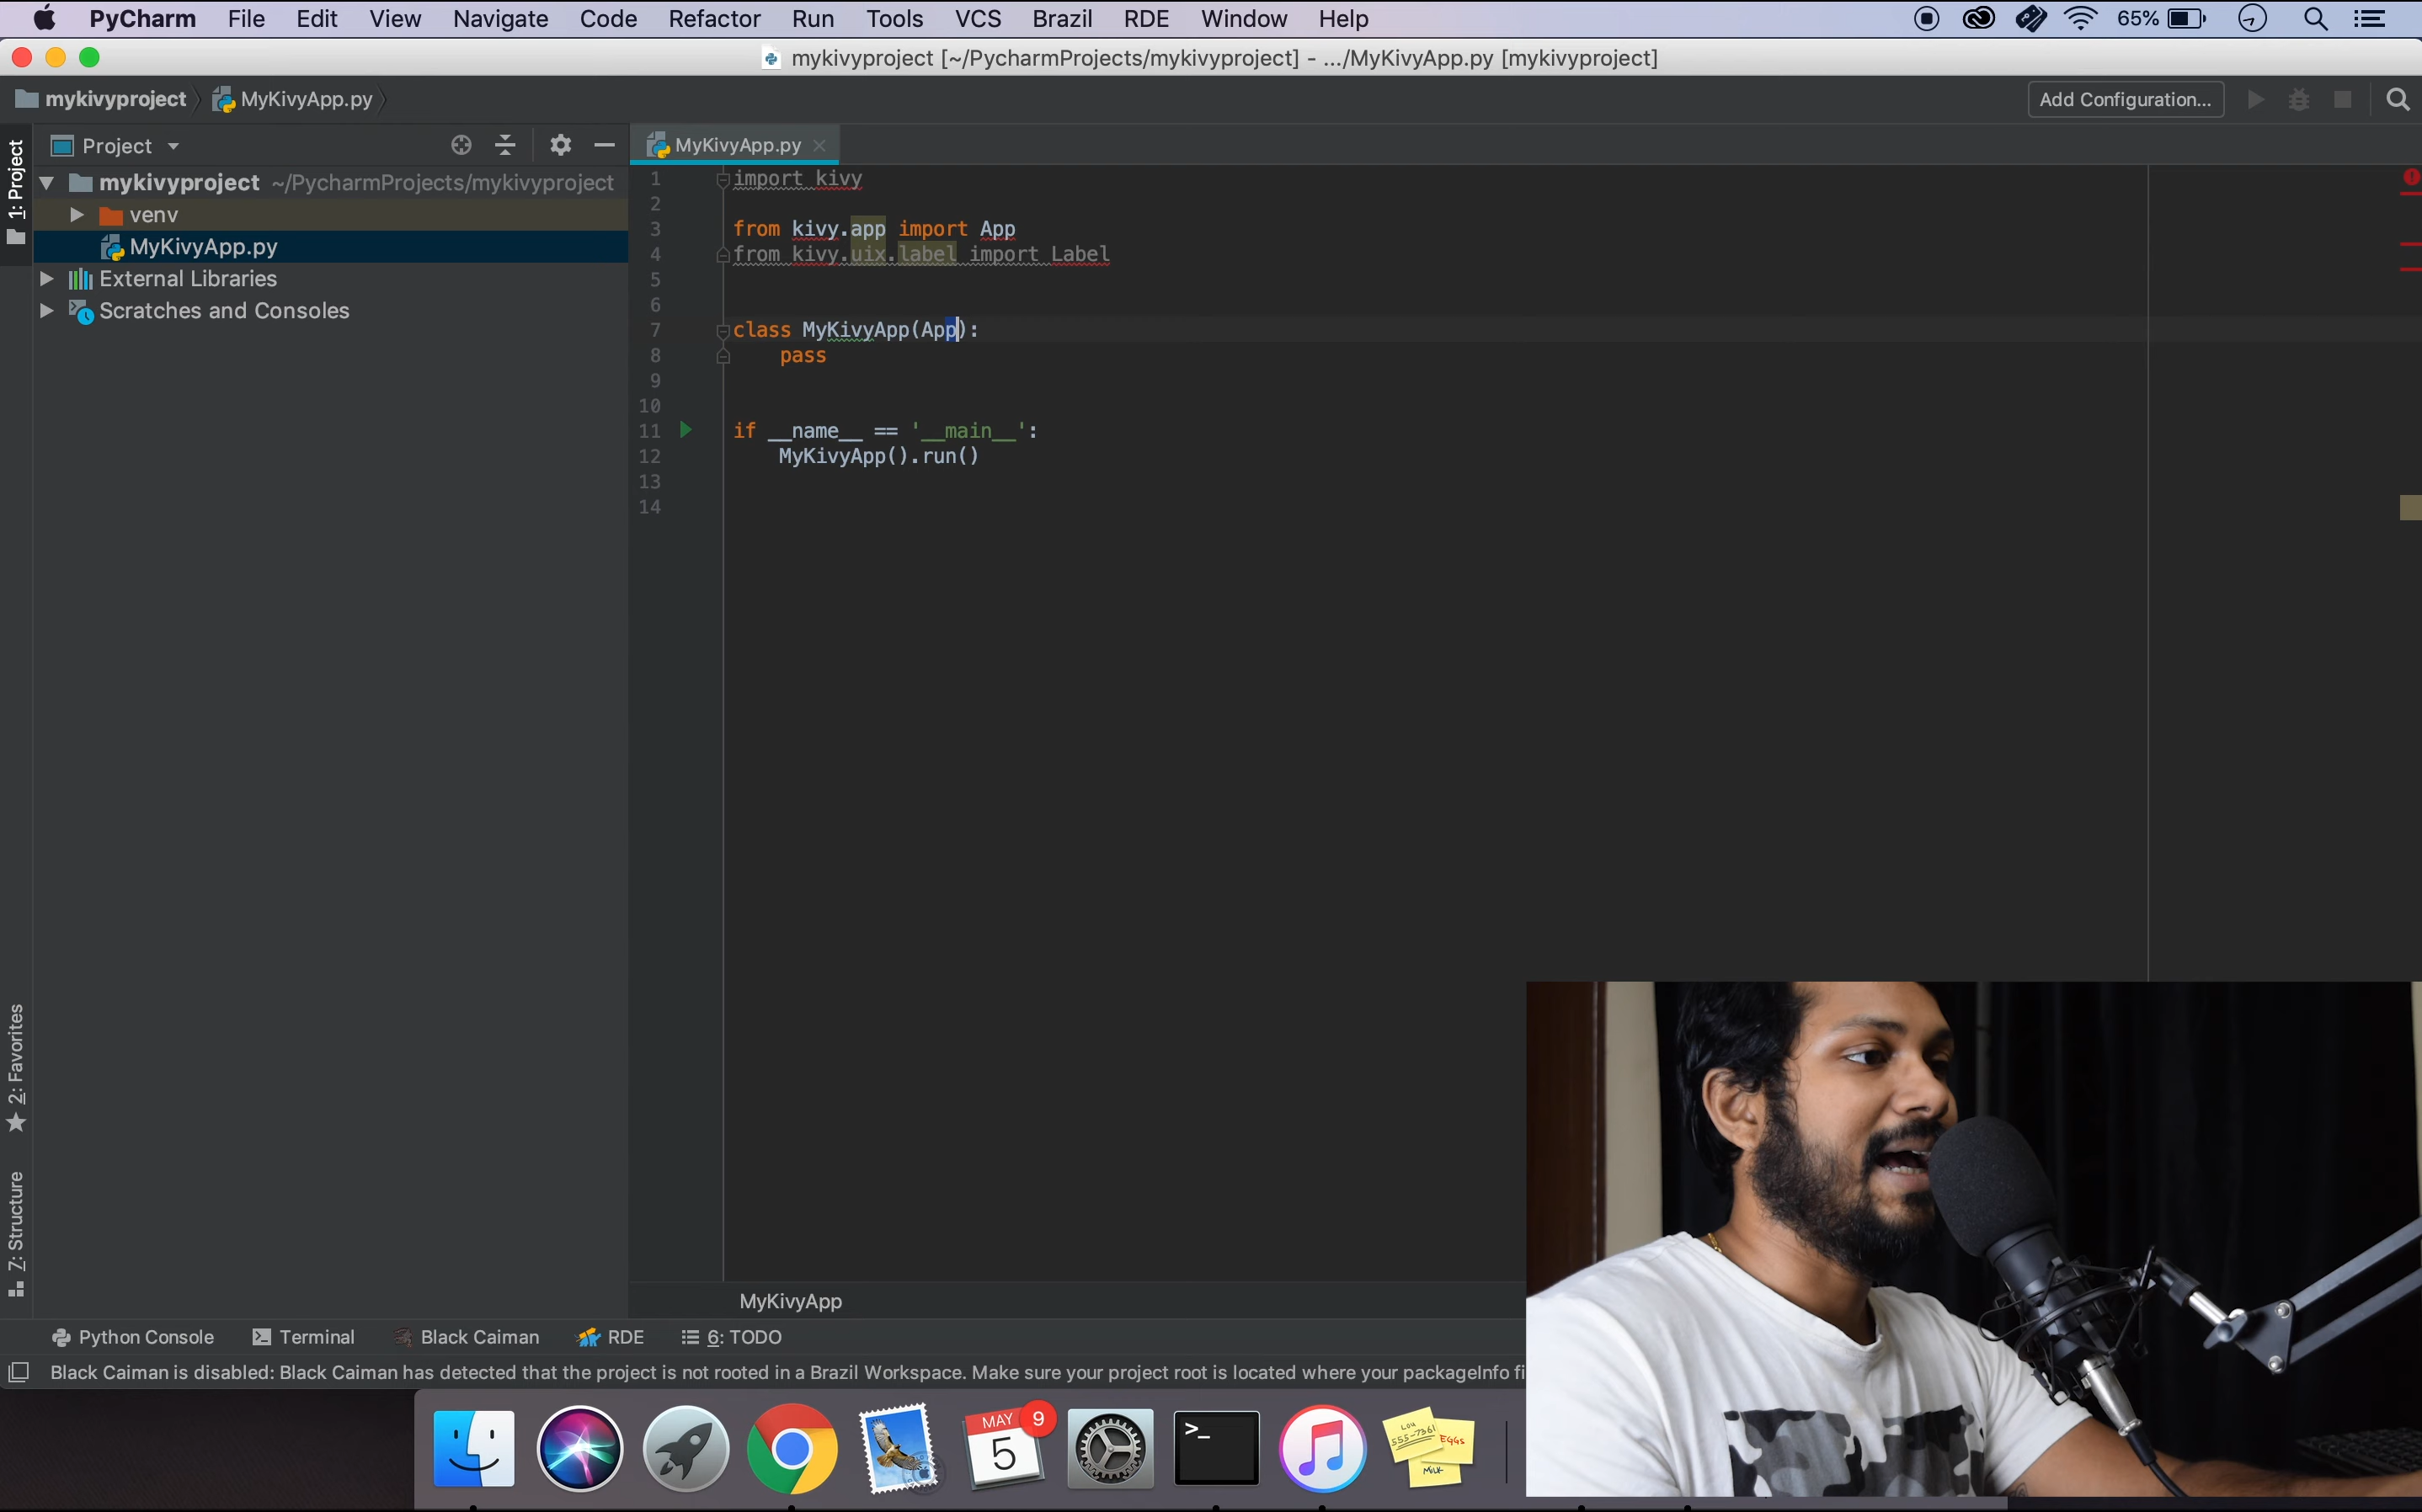 PyCharm File Edit View Navigate Code Refactor Run Tools VCS Brazil RDE Window Help 65%
mykivyproject [~/PycharmProjects/mykivyproject] - .../MyKivyApp.py [mykivyproject]
mykivyproject MyKivyApp.py Add Configuration...
1: Project
Project
mykivyproject ~/PycharmProjects/mykivyproject
venv
MyKivyApp.py
External Libraries
Scratches and Consoles
2: Favorites
7: Structure
MyKivyApp.py
1 import kivy
2
3 from kivy.app import App
4 from kivy.uix.label import Label
5
6
7 class MyKivyApp(App):
8 pass
9
10
11 if __name__ == '__main__':
12 MyKivyApp().run()
13
14
MyKivyApp
Python Console Terminal Black Caiman RDE 6: TODO
Black Caiman is disabled: Black Caiman has detected that the project is not rooted in a Brazil Workspace. Make sure your project root is located where your packageInfo fi
MAY
5
9
>_
Lou
555-7361
EGGS
MILK